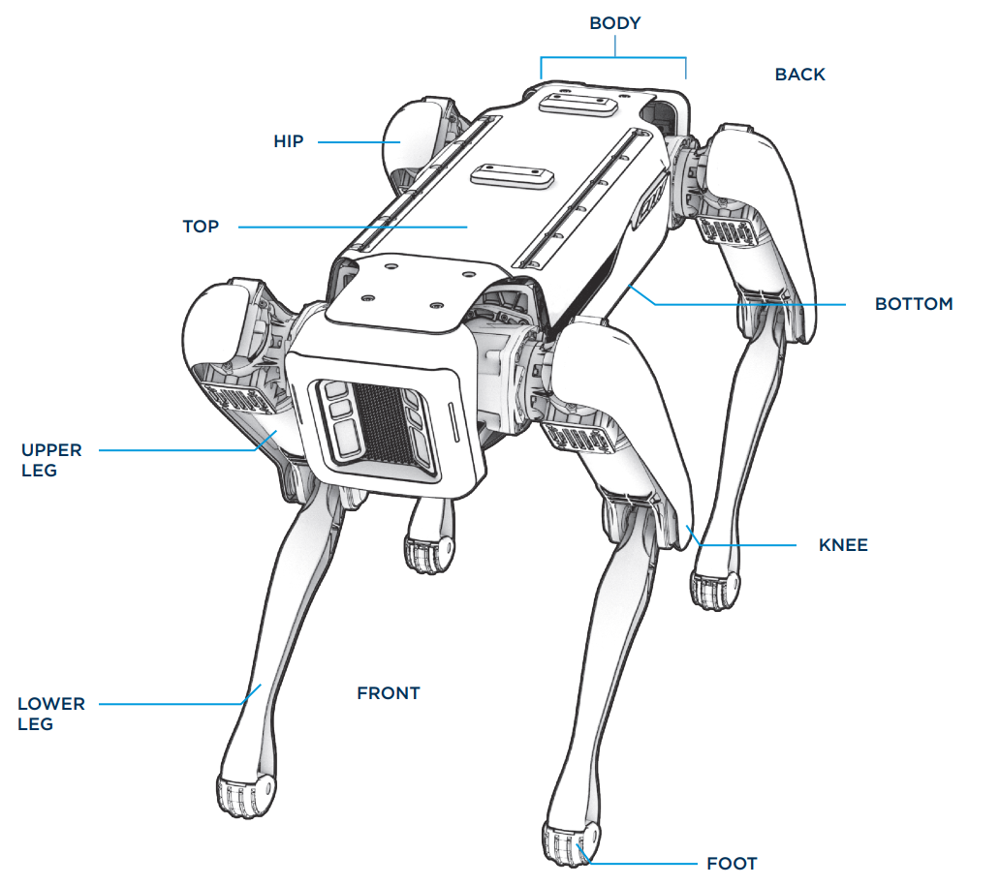 BODY
BACK
HIP
TOP
BOTTOM
UPPER
LEG
KNEE
FRONT
LOWER
LEG
FOOT